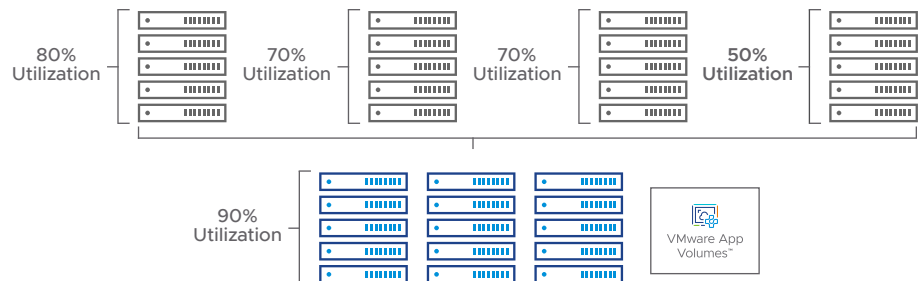 80%
Utilization
70%
Utilization
70%
Utilization
50%
Utilization
90%
Utilization
VMware App
Volumes™